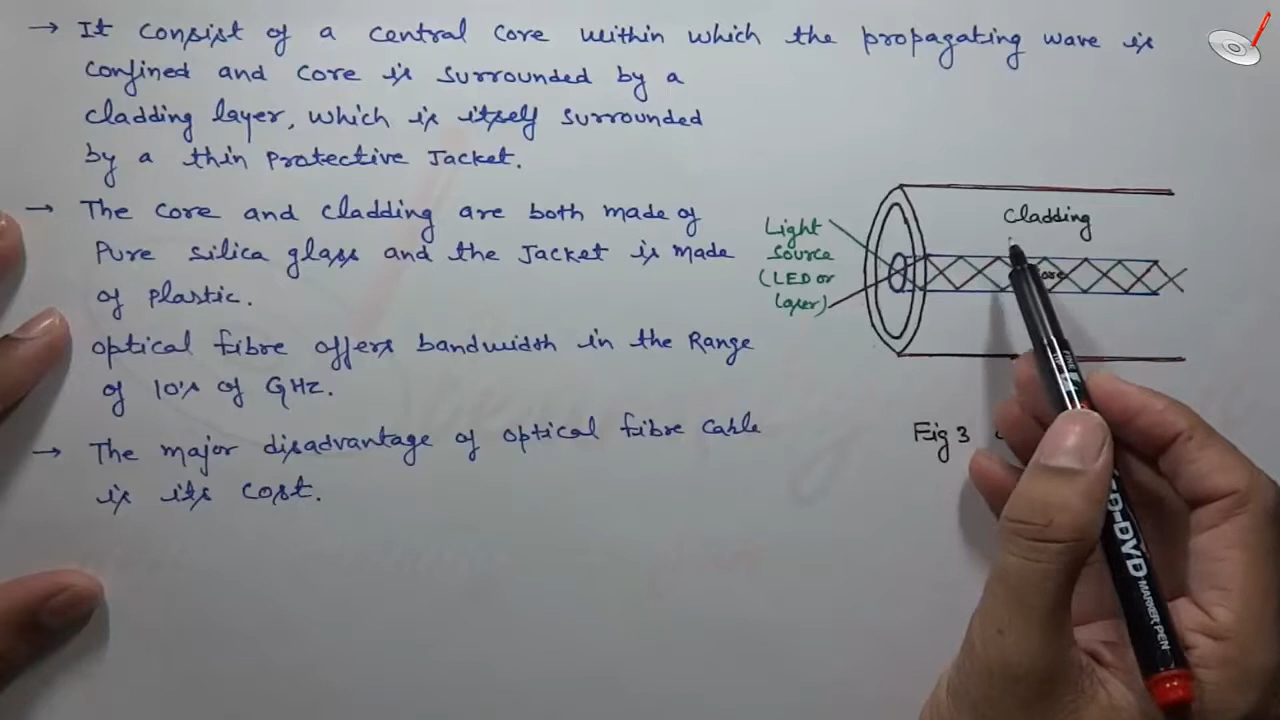 → It consist of a central core within which the propagating wave is
confined and core is surrounded by a
cladding layer, which is itself surrounded
by a thin protective Jacket.
→ The core and cladding are both made of
Pure silica glass and the Jacket is made
of plastic.
optical fibre offers bandwidth in the Range
of 10's of GHz.
→ The major disadvantage of optical fibre Cable
is its cost.
Light
Source
(LED or
Laser)
Cladding
Fig 3
D-DVD
MARKER PEN